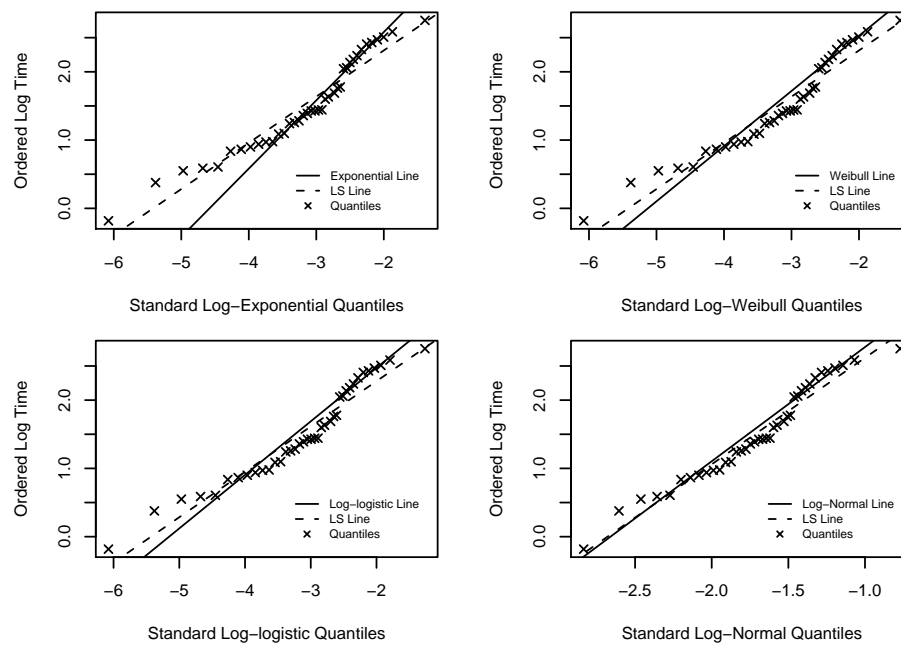 Ordered Log Time
2.0
1.0
0.0
Exponential Line
LS Line
Quantiles
−6 −5 −4 −3 −2
Standard Log−Exponential Quantiles
Ordered Log Time
2.0
1.0
0.0
Weibull Line
LS Line
Quantiles
−6 −5 −4 −3 −2
Standard Log−Weibull Quantiles
Ordered Log Time
2.0
1.0
0.0
Log−logistic Line
LS Line
Quantiles
−6 −5 −4 −3 −2
Standard Log−logistic Quantiles
Ordered Log Time
2.0
1.0
0.0
Log−Normal Line
LS Line
Quantiles
−2.5 −2.0 −1.5 −1.0
Standard Log−Normal Quantiles